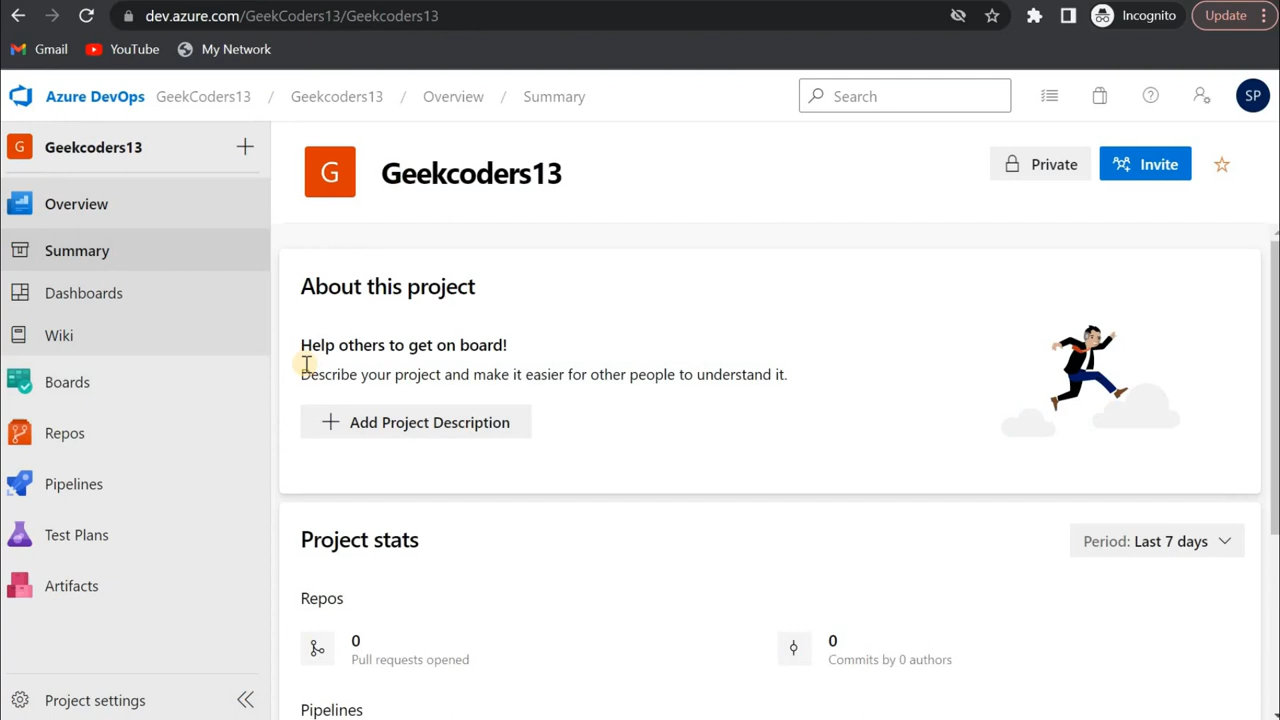 dev.azure.com/GeekCoders13/Geekcoders13
Incognito
Update
Gmail
YouTube
My Network
Azure DevOps
GeekCoders13 / Geekcoders13 / Overview / Summary
Search
SP
G
Geekcoders13
Overview
Summary
Dashboards
Wiki
Boards
Repos
Pipelines
Test Plans
Artifacts
Project settings
G
Geekcoders13
Private
Invite
About this project
Help others to get on board!
Describe your project and make it easier for other people to understand it.
Add Project Description
Project stats
Period: Last 7 days
Repos
0
Pull requests opened
0
Commits by 0 authors
Pipelines